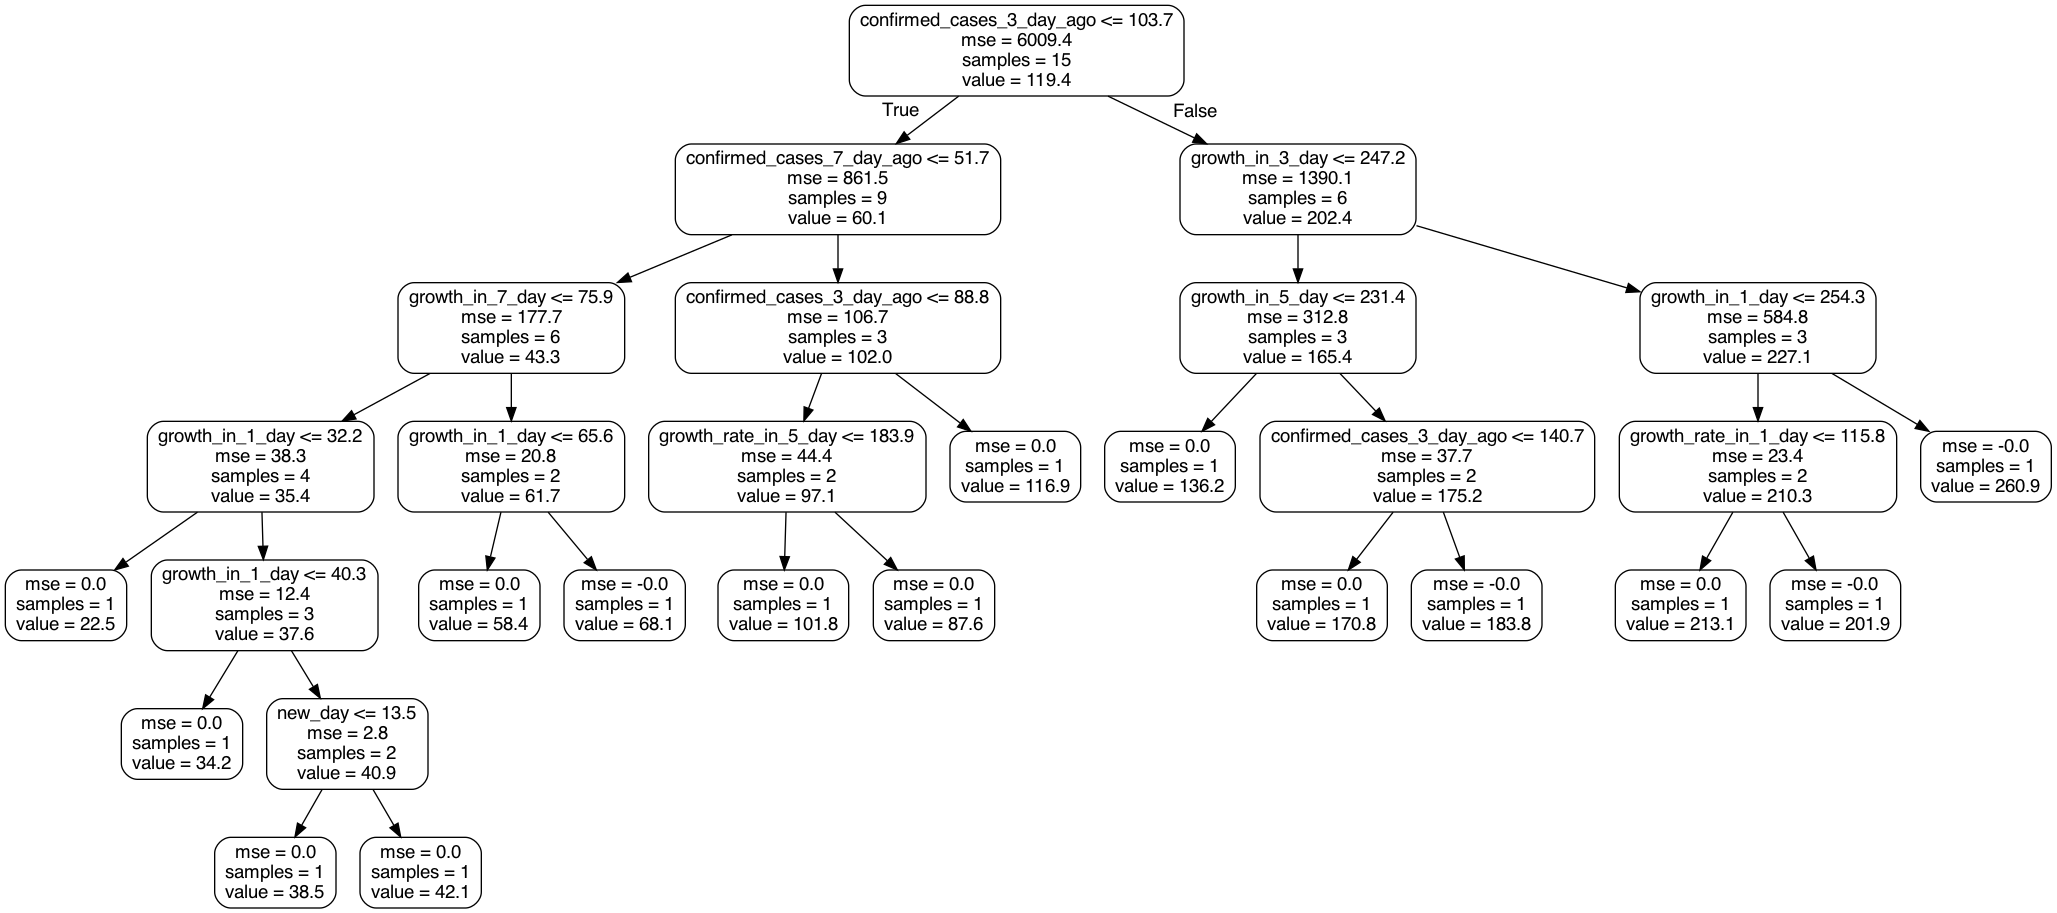 confirmed_cases_3_day_ago <= 103.7
mse = 6009.4
samples = 15
value = 119.4
True
False
confirmed_cases_7_day_ago <= 51.7
mse = 861.5
samples = 9
value = 60.1
growth_in_3_day <= 247.2
mse = 1390.1
samples = 6
value = 202.4
growth_in_7_day <= 75.9
mse = 177.7
samples = 6
value = 43.3
confirmed_cases_3_day_ago <= 88.8
mse = 106.7
samples = 3
value = 102.0
growth_in_5_day <= 231.4
mse = 312.8
samples = 3
value = 165.4
growth_in_1_day <= 254.3
mse = 584.8
samples = 3
value = 227.1
growth_in_1_day <= 32.2
mse = 38.3
samples = 4
value = 35.4
growth_in_1_day <= 65.6
mse = 20.8
samples = 2
value = 61.7
growth_rate_in_5_day <= 183.9
mse = 44.4
samples = 2
value = 97.1
mse = 0.0
samples = 1
value = 116.9
mse = 0.0
samples = 1
value = 136.2
confirmed_cases_3_day_ago <= 140.7
mse = 37.7
samples = 2
value = 175.2
growth_rate_in_1_day <= 115.8
mse = 23.4
samples = 2
value = 210.3
mse = -0.0
samples = 1
value = 260.9
mse = 0.0
samples = 1
value = 22.5
growth_in_1_day <= 40.3
mse = 12.4
samples = 3
value = 37.6
mse = 0.0
samples = 1
value = 58.4
mse = -0.0
samples = 1
value = 68.1
mse = 0.0
samples = 1
value = 101.8
mse = 0.0
samples = 1
value = 87.6
mse = 0.0
samples = 1
value = 170.8
mse = -0.0
samples = 1
value = 183.8
mse = 0.0
samples = 1
value = 213.1
mse = -0.0
samples = 1
value = 201.9
mse = 0.0
samples = 1
value = 34.2
new_day <= 13.5
mse = 2.8
samples = 2
value = 40.9
mse = 0.0
samples = 1
value = 38.5
mse = 0.0
samples = 1
value = 42.1